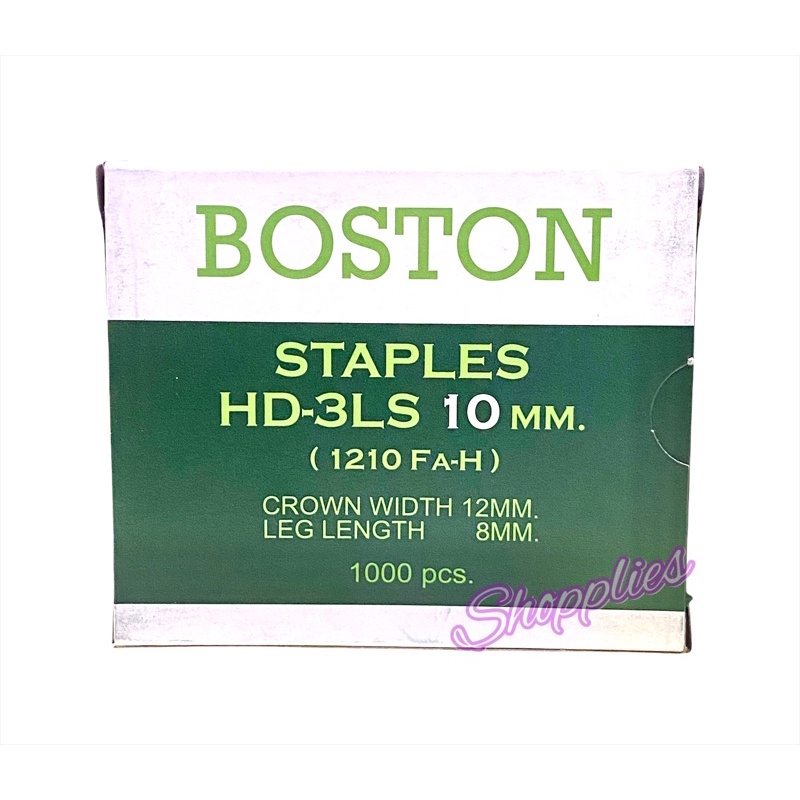 BOSTON
STAPLES
HD-3LS 10 MM.
( 1210 FA-H )
CROWN WIDTH 12MM.
LEG LENGTH 8MM.
1000 pcs.
Shopplies